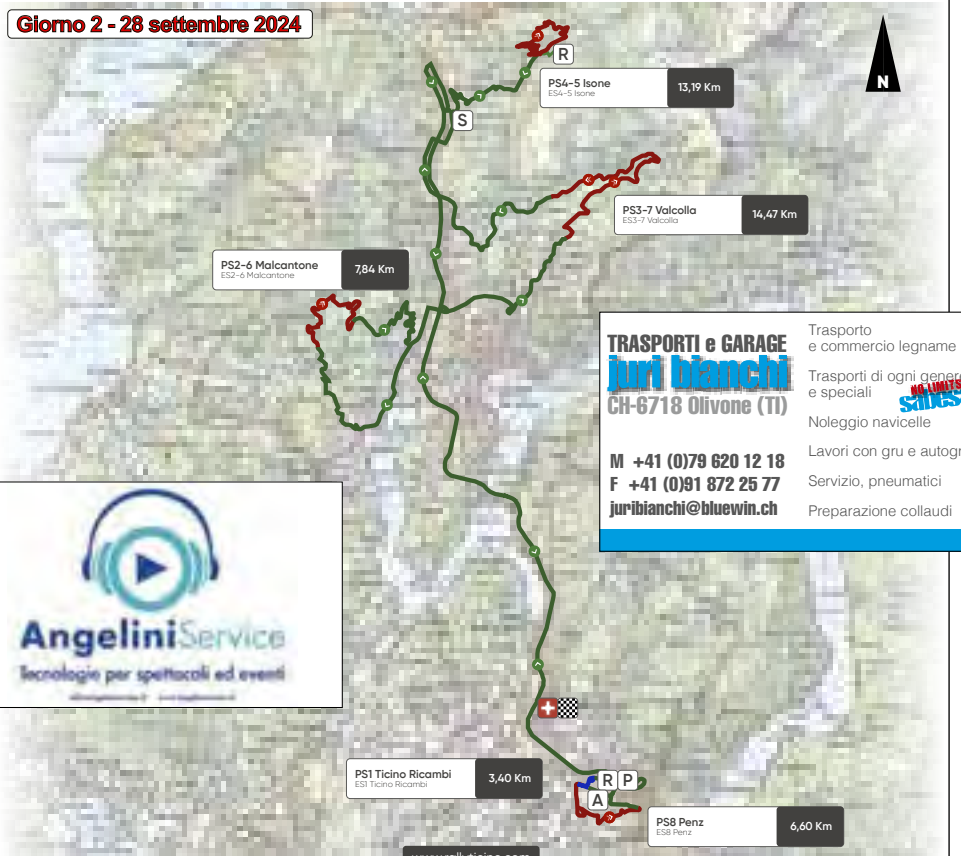 Giorno 2 - 28 settembre 2024
N
R
PS4-5 Isone
ES4-5 Isone
13,19 Km
S
PS3-7 Valcolla
ES3-7 Valcolla
14,47 Km
PS2-6 Malcantone
ES2-6 Malcantone
7,84 Km
TRASPORTI e GARAGE
juri bianchi
CH-6718 Olivone (TI)
M +41 (0)79 620 12 18
F +41 (0)91 872 25 77
juribianchi@bluewin.ch
Trasporto
e commercio legname
Trasporti di ogni genere
e speciali
NO LIMITS
Noleggio navicelle
Lavori con gru e autogr
Servizio, pneumatici
Preparazione collaudi
AngeliniService
Tecnologie per spettacoli ed eventi
PS1 Ticino Ricambi
ES1 Ticino Ricambi
3,40 Km
R P
A
PS8 Penz
ES8 Penz
6,60 Km
www.rallyticino.com